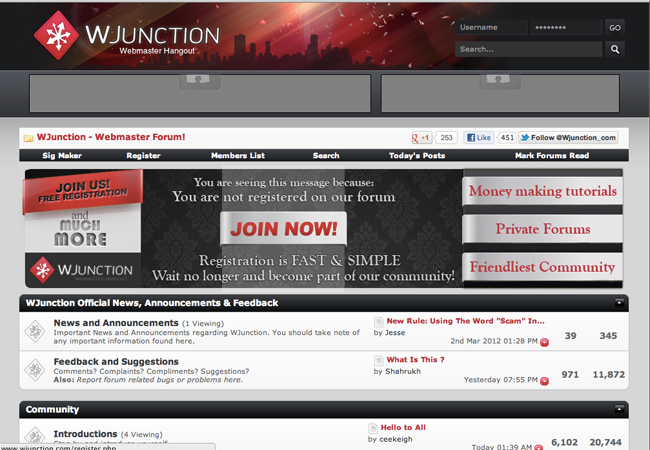 WJUNCTION
Webmaster Hangout
Username ******** GO
Search...
WJunction - Webmaster Forum!
+1 253 Like 451 Follow @Wjunction_com
Sig Maker Register Members List Search Today's Posts Mark Forums Read
JOIN US!
FREE REGISTRATION
and
MUCH
MORE
WJUNCTION
You are seeing this message because:
You are not registered on our forum
JOIN NOW!
Registration is FAST & SIMPLE
Wait no longer and become part of our community!
Money making tutorials
Private Forums
Friendliest Community
WJunction Official News, Announcements & Feedback
News and Announcements (1 Viewing)
Important News and Announcements regarding WJunction. You should take note of
any important information found here.
New Rule: Using The Word "Scam" In...
by Jesse
2nd Mar 2012 01:28 PM
39 345
Feedback and Suggestions
Comments? Complaints? Compliments? Suggestions?
Also: Report forum related bugs or problems here.
What Is This ?
by Shahrukh
Yesterday 07:55 PM
971 11,872
Community
Introductions (4 Viewing)
Hello to All
by ceekeigh
Today 01:39 AM
6,102 20,744
www.wjunction.com/register.php